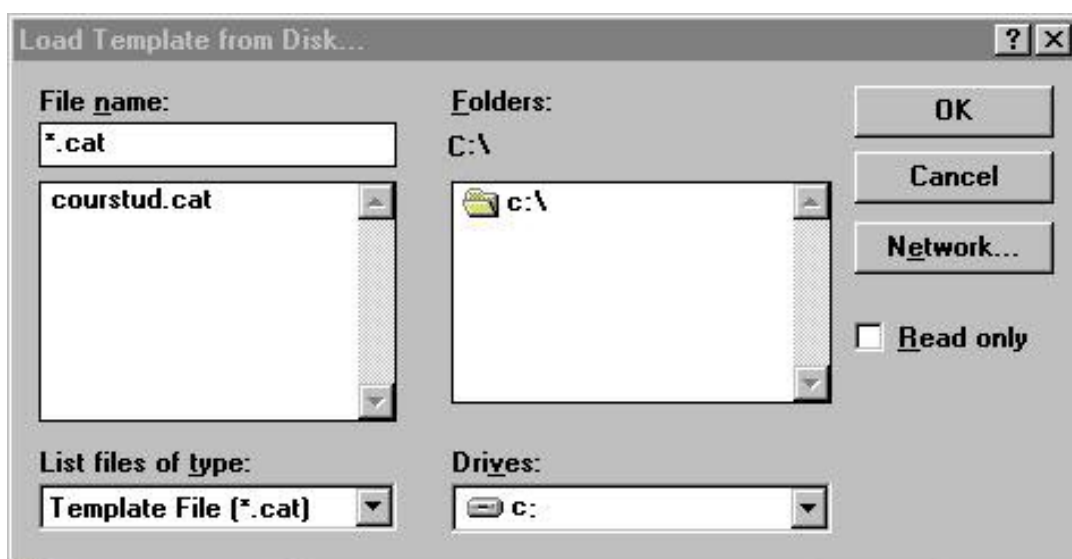 Load Template from Disk...
File name:
*.cat
courstud.cat
Folders:
C:\
c:\
OK
Cancel
Network...
Read only
List files of type:
Template File (*.cat)
Drives:
c: